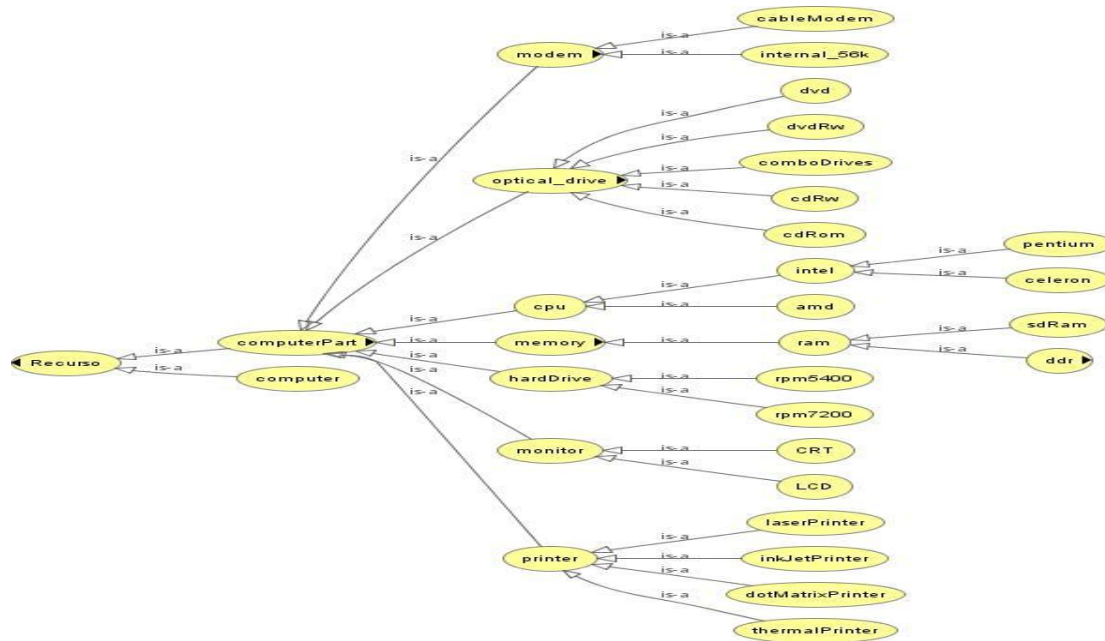 cableModem
is-a
modem
is-a
internal_56k
dvd
is-a
dvdRw
is-a
is-a
is-a
comboDrives
optical_drive
is-a
cdRw
is-a
cdRom
is-a
pentium
is-a
is-a
intel
is-a
celeron
is-a
cpu
is-a
amd
is-a
sdRam
is-a
computerPart
is-a
memory
is-a
ram
is-a
Recurso
is-a
is-a
ddr
is-a
computer
is-a
hardDrive
is-a
rpm5400
is-a
rpm7200
monitor
is-a
CRT
is-a
LCD
laserPrinter
is-a
printer
is-a
inkJetPrinter
is-a
dotMatrixPrinter
is-a
thermalPrinter